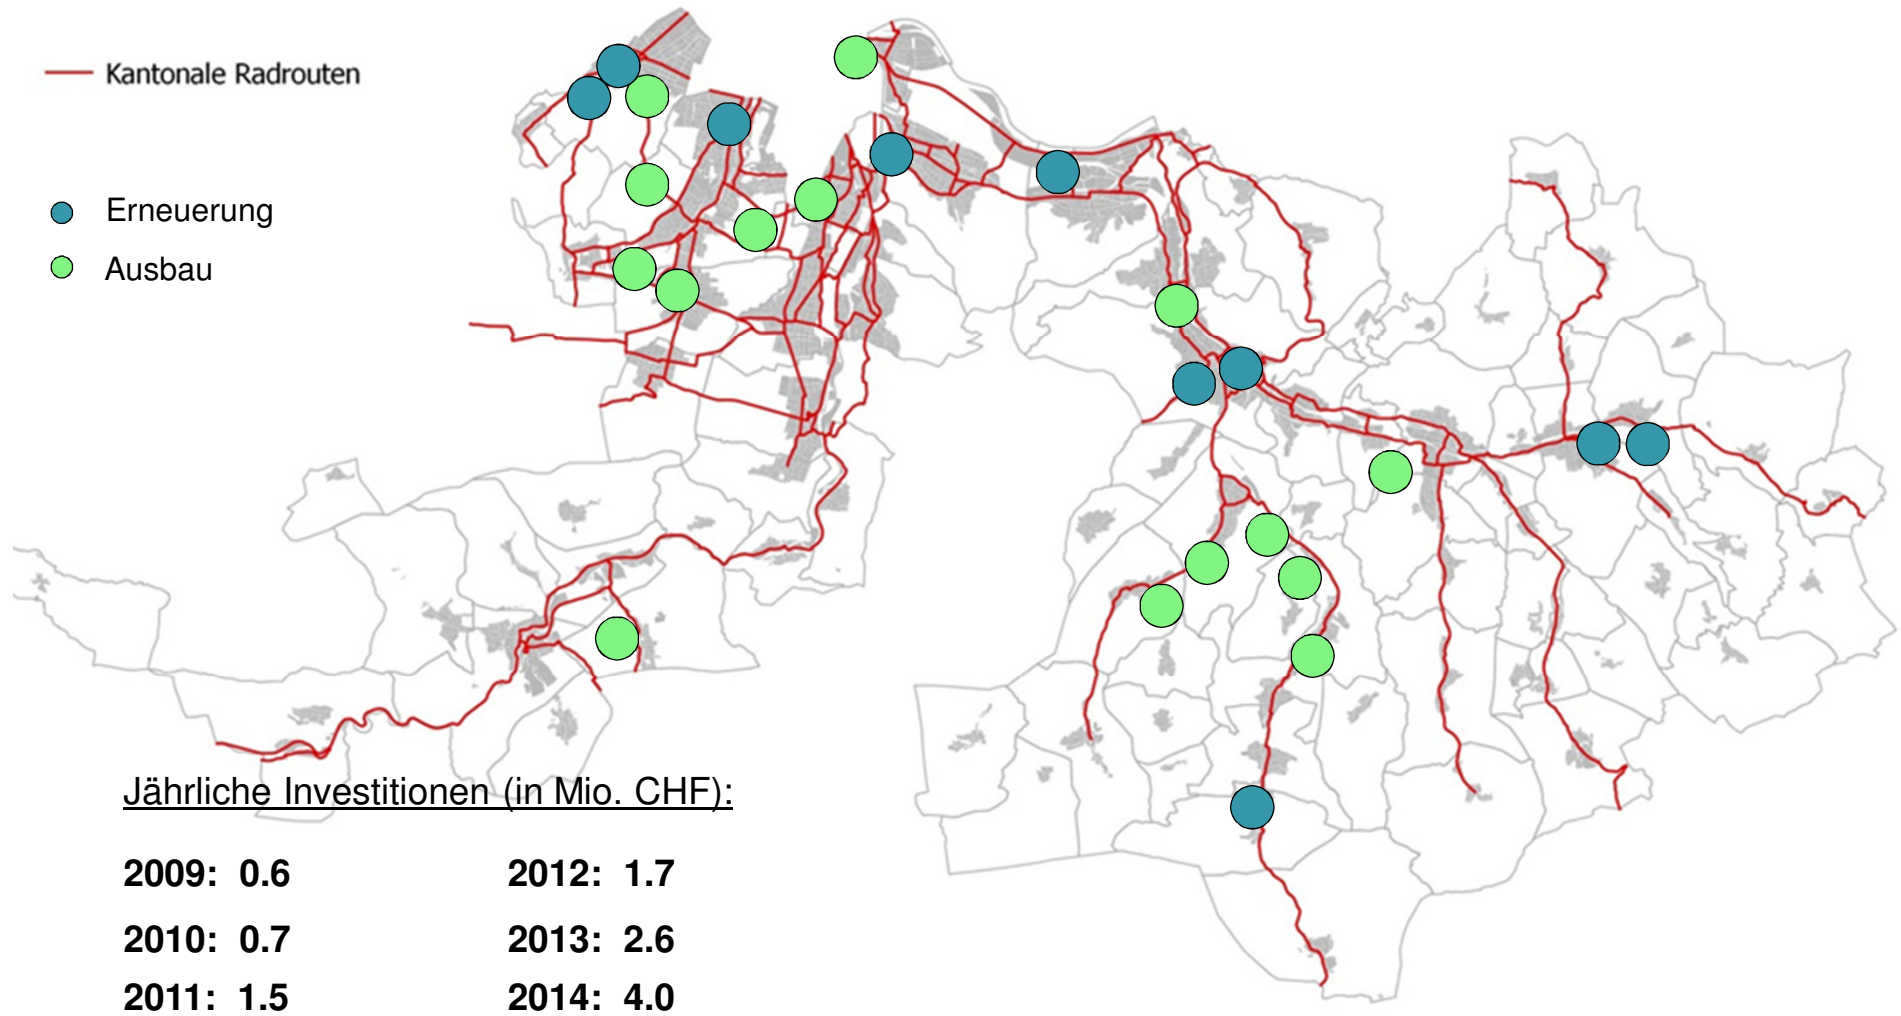 Kantonale Radrouten
Erneuerung
Ausbau
Jährliche Investitionen (in Mio. CHF):
2009: 0.6 2012: 1.7
2010: 0.7 2013: 2.6
2011: 1.5 2014: 4.0